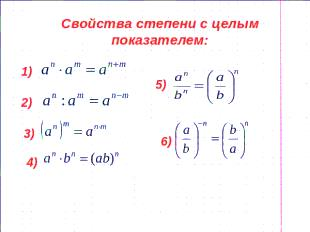 Свойства степени с целым
показателем:
1) aⁿ · aᵐ = aⁿ⁺ᵐ
2) aⁿ : aᵐ = aⁿ⁻ᵐ
3) (aⁿ)ᵐ = aⁿ·ᵐ
4) aⁿ · bⁿ = (ab)ⁿ
5) aⁿ/bⁿ = (a/b)ⁿ
6) (a/b)⁻ⁿ = (b/a)ⁿ